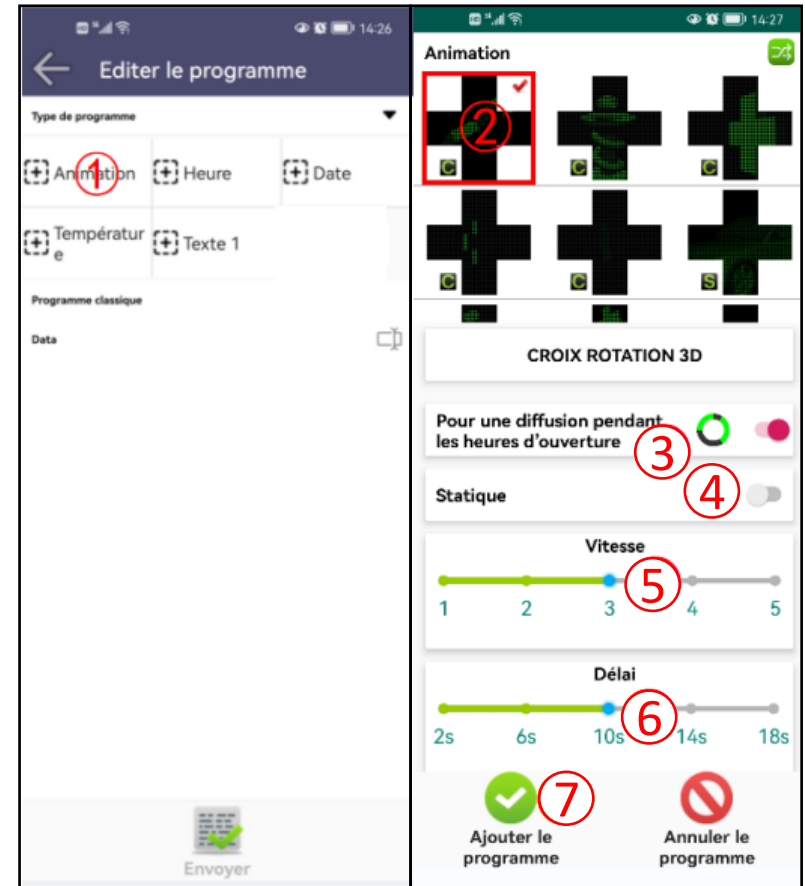 14:26
Editer le programme
Type de programme
Animation
①
Heure
Date
Températur
e
Texte 1
Programme classique
Data
Envoyer
14:27
Animation
②
C
C
C
C
C
S
CROIX ROTATION 3D
Pour une diffusion pendant
les heures d'ouverture
③
Statique
④
Vitesse
⑤
1 2 3 4 5
Délai
⑥
2s 6s 10s 14s 18s
⑦
Ajouter le
programme
Annuler le
programme